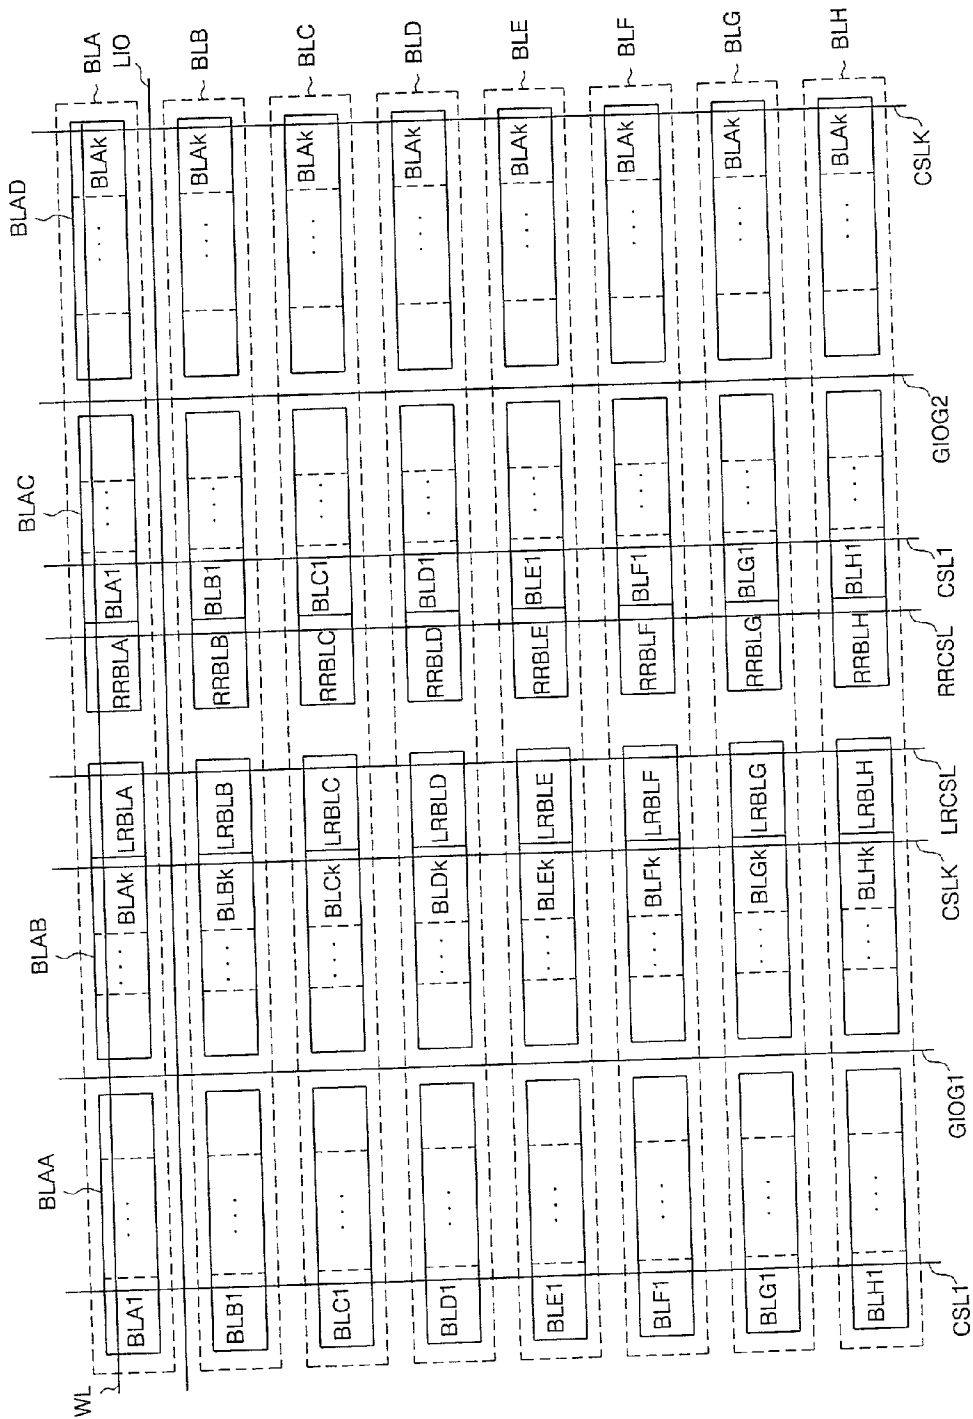 BLAA BLAB BLAC BLAD
WL
BLA1 ... ... BLAk LRBLA RRBLA BLA1 ... ... BLAk BLA
LIO
BLB1 ... ... BLBk LRBLB RRBLB BLB1 ... ... BLAk BLB
BLC1 ... ... BLCk LRBLC RRBLC BLC1 ... ... BLAk BLC
BLD1 ... ... BLDk LRBLD RRBLD BLD1 ... ... BLAk BLD
BLE1 ... ... BLEk LRBLE RRBLE BLE1 ... ... BLAk BLE
BLF1 ... ... BLFk LRBLF RRBLF BLF1 ... ... BLAk BLF
BLG1 ... ... BLGk LRBLG RRBLG BLG1 ... ... BLAk BLG
BLH1 ... ... BLHk LRBLH RRBLH BLH1 ... ... BLAk BLH
CSL1 GIOG1 CSLK LRCSL RRCSL CSL1 GIOG2 CSLK